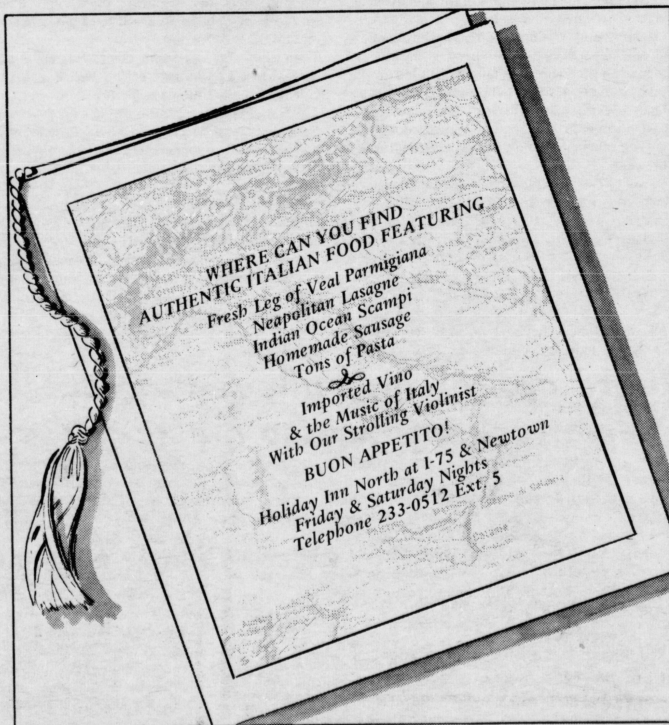 WHERE CAN YOU FIND
AUTHENTIC ITALIAN FOOD FEATURING
Fresh Leg of Veal Parmigiana
Neapolitan Lasagne
Indian Ocean Scampi
Homemade Sausage
Tons of Pasta
Imported Vino
& the Music of Italy
With Our Strolling Violinist
BUON APPETITO!
Holiday Inn North at I-75 & Newtown
Friday & Saturday Nights
Telephone 233-0512 Ext. 5